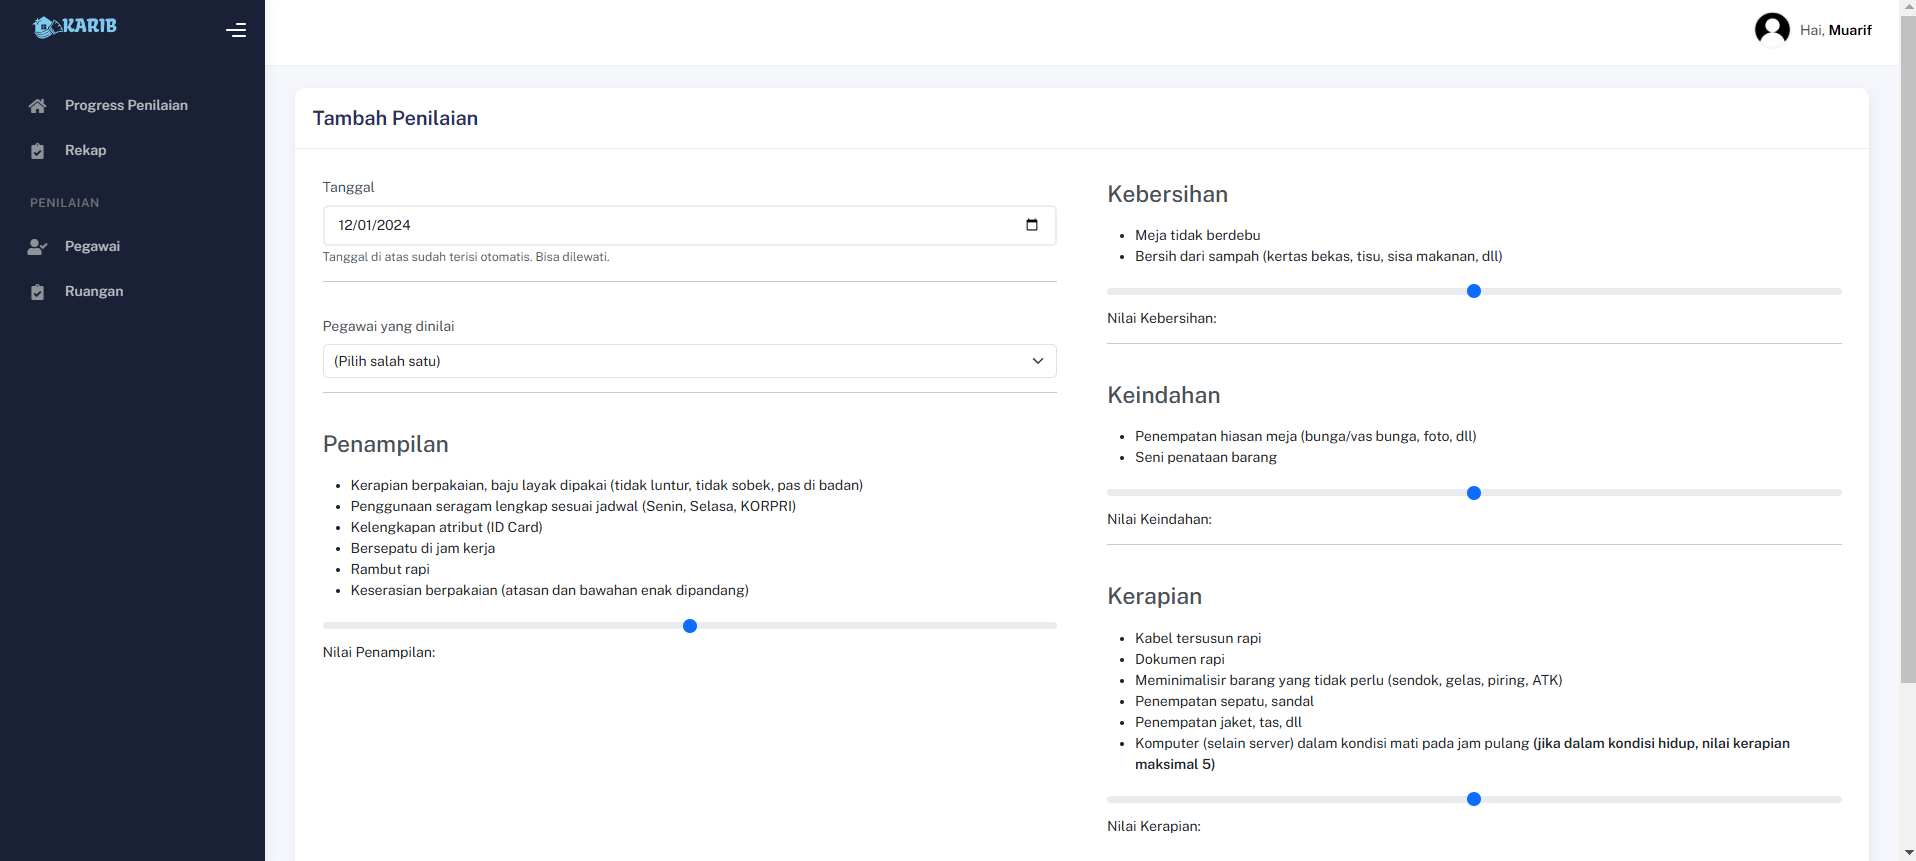 KARIB
Hai, Muarif
Progress Penilaian
Rekap
PENILAIAN
Pegawai
Ruangan
Tambah Penilaian
Tanggal
12/01/2024
Tanggal di atas sudah terisi otomatis. Bisa dilewati.
Pegawai yang dinilai
(Pilih salah satu)
Penampilan
Kerapian berpakaian, baju layak dipakai (tidak luntur, tidak sobek, pas di badan)
Penggunaan seragam lengkap sesuai jadwal (Senin, Selasa, KORPRI)
Kelengkapan atribut (ID Card)
Bersepatu di jam kerja
Rambut rapi
Keserasian berpakaian (atasan dan bawahan enak dipandang)
Nilai Penampilan:
Kebersihan
Meja tidak berdebu
Bersih dari sampah (kertas bekas, tisu, sisa makanan, dll)
Nilai Kebersihan:
Keindahan
Penempatan hiasan meja (bunga/vas bunga, foto, dll)
Seni penataan barang
Nilai Keindahan:
Kerapian
Kabel tersusun rapi
Dokumen rapi
Meminimalisir barang yang tidak perlu (sendok, gelas, piring, ATK)
Penempatan sepatu, sandal
Penempatan jaket, tas, dll
Komputer (selain server) dalam kondisi mati pada jam pulang (jika dalam kondisi hidup, nilai kerapian
maksimal 5)
Nilai Kerapian: